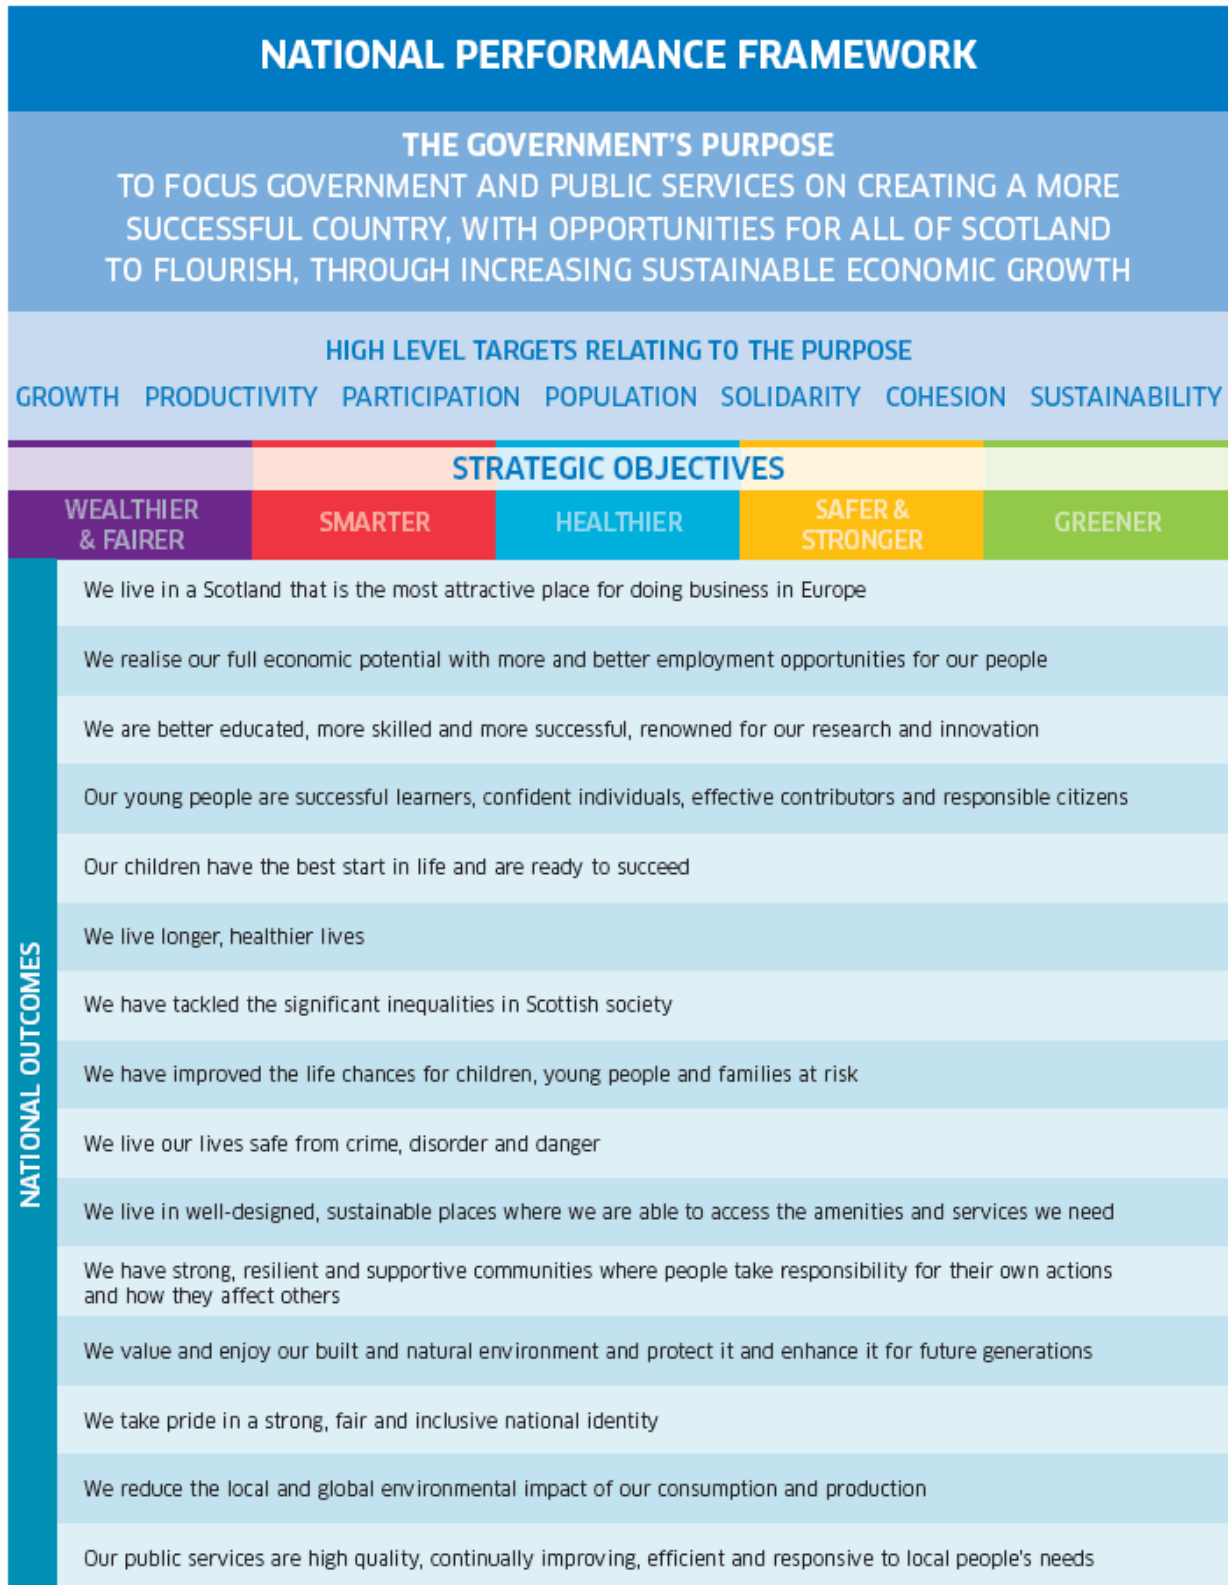 NATIONAL PERFORMANCE FRAMEWORK
THE GOVERNMENT'S PURPOSE
TO FOCUS GOVERNMENT AND PUBLIC SERVICES ON CREATING A MORE
SUCCESSFUL COUNTRY, WITH OPPORTUNITIES FOR ALL OF SCOTLAND
TO FLOURISH, THROUGH INCREASING SUSTAINABLE ECONOMIC GROWTH
HIGH LEVEL TARGETS RELATING TO THE PURPOSE
GROWTH PRODUCTIVITY PARTICIPATION POPULATION SOLIDARITY COHESION SUSTAINABILITY
STRATEGIC OBJECTIVES
WEALTHIER
& FAIRER
SMARTER
HEALTHIER
SAFER &
STRONGER
GREENER
NATIONAL OUTCOMES
We live in a Scotland that is the most attractive place for doing business in Europe
We realise our full economic potential with more and better employment opportunities for our people
We are better educated, more skilled and more successful, renowned for our research and innovation
Our young people are successful learners, confident individuals, effective contributors and responsible citizens
Our children have the best start in life and are ready to succeed
We live longer, healthier lives
We have tackled the significant inequalities in Scottish society
We have improved the life chances for children, young people and families at risk
We live our lives safe from crime, disorder and danger
We live in well-designed, sustainable places where we are able to access the amenities and services we need
We have strong, resilient and supportive communities where people take responsibility for their own actions
and how they affect others
We value and enjoy our built and natural environment and protect it and enhance it for future generations
We take pride in a strong, fair and inclusive national identity
We reduce the local and global environmental impact of our consumption and production
Our public services are high quality, continually improving, efficient and responsive to local people's needs